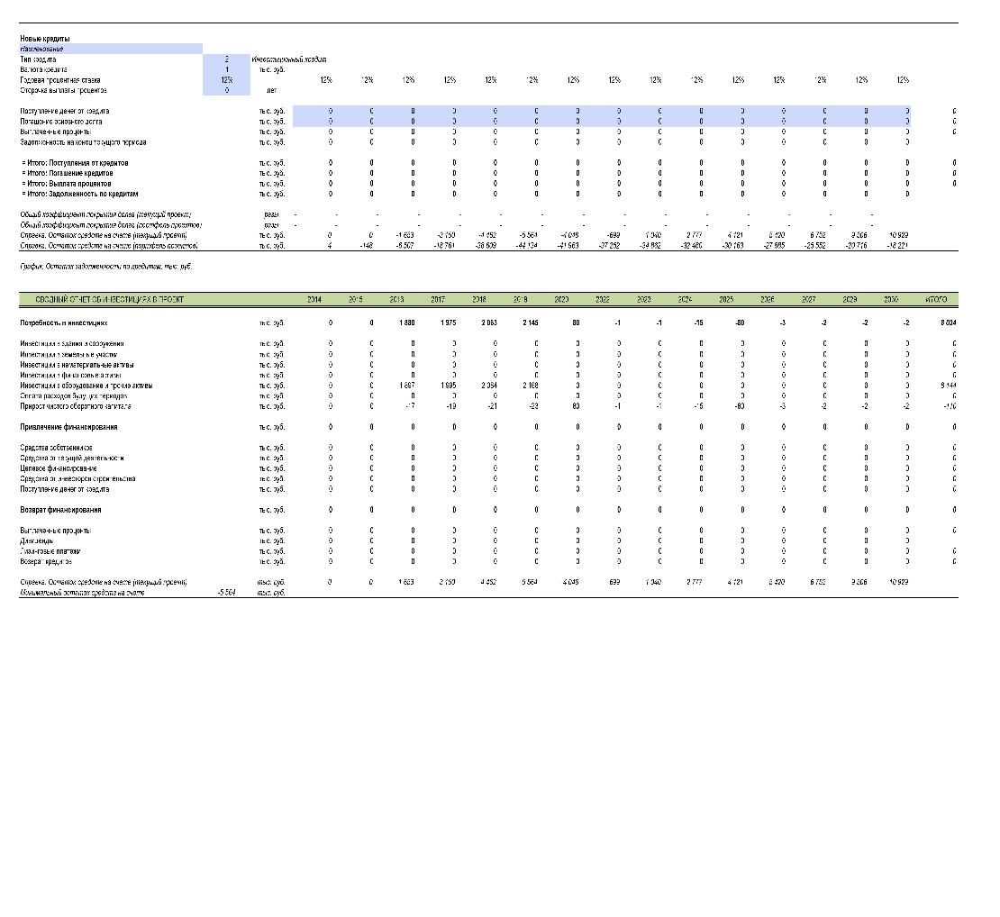 Новые кредиты
Наименование
Тип кредита 2 Инвестиционный кредит
Валюта кредита 1 тыс. руб.
Годовая процентная ставка 12% 12% 12% 12% 12% 12% 12% 12% 12% 12% 12% 12% 12% 12% 12% 12%
Отсрочка выплаты процентов 0 лет
Поступление денег от кредита тыс. руб. 0 0 0 0 0 0 0 0 0 0 0 0 0 0 0 0
Погашение основного долга тыс. руб. 0 0 0 0 0 0 0 0 0 0 0 0 0 0 0 0
Выплаченные проценты тыс. руб. 0 0 0 0 0 0 0 0 0 0 0 0 0 0 0 0
Задолженность на конец текущего периода тыс. руб. 0 0 0 0 0 0 0 0 0 0 0 0 0 0 0
= Итого: Поступления от кредитов тыс. руб. 0 0 0 0 0 0 0 0 0 0 0 0 0 0 0 0
= Итого: Погашение кредитов тыс. руб. 0 0 0 0 0 0 0 0 0 0 0 0 0 0 0 0
= Итого: Выплата процентов тыс. руб. 0 0 0 0 0 0 0 0 0 0 0 0 0 0 0 0
= Итого: Задолженность по кредитам тыс. руб. 0 0 0 0 0 0 0 0 0 0 0 0 0 0 0
Общий коэффициент покрытия долга (текущий проект) разы - - - - - - - - - - - - - - -
Общий коэффициент покрытия долга (портфель проектов) разы - - - - - - - - - - - - - - -
Справка. Остаток средств на счете (текущий проект) тыс. руб. 0 0 -1 653 -3 150 -4 462 -5 564 -4 046 -699 1 040 2 777 4 121 5 420 6 752 9 506 10 929
Справка. Остаток средств на счете (портфель проектов) тыс. руб. 4 -146 -6 507 -18 761 -38 609 -44 134 -41 963 -37 262 -34 862 -32 460 -30 163 -27 885 -25 552 -20 716 -18 221
График. Остаток задолженности по кредитам, тыс. руб.
СВОДНЫЙ ОТЧЕТ ОБ ИНВЕСТИЦИЯХ В ПРОЕКТ 2014 2015 2016 2017 2018 2019 2020 2022 2023 2024 2025 2026 2027 2029 2030 ИТОГО
Потребность в инвестициях тыс. руб. 0 0 1 880 1 975 2 063 2 145 80 -1 -1 -15 -80 -3 -2 -2 -2 8 034
Инвестиции в здания и сооружения тыс. руб. 0 0 0 0 0 0 0 0 0 0 0 0 0 0 0 0
Инвестиции в земельные участки тыс. руб. 0 0 0 0 0 0 0 0 0 0 0 0 0 0 0 0
Инвестиции в нематериальные активы тыс. руб. 0 0 0 0 0 0 0 0 0 0 0 0 0 0 0 0
Инвестиции в финансовые активы тыс. руб. 0 0 0 0 0 0 0 0 0 0 0 0 0 0 0 0
Инвестиции в оборудование и прочие активы тыс. руб. 0 0 1 897 1 995 2 084 2 168 0 0 0 0 0 0 0 0 0 8 144
Оплата расходов будущих периодов тыс. руб. 0 0 0 0 0 0 0 0 0 0 0 0 0 0 0 0
Прирост чистого оборотного капитала тыс. руб. 0 0 -17 -19 -21 -23 80 -1 -1 -15 -80 -3 -2 -2 -2 -110
Привлечение финансирования тыс. руб. 0 0 0 0 0 0 0 0 0 0 0 0 0 0 0 0
Средства собственников тыс. руб. 0 0 0 0 0 0 0 0 0 0 0 0 0 0 0 0
Средства от текущей деятельности тыс. руб. 0 0 0 0 0 0 0 0 0 0 0 0 0 0 0 0
Целевое финансирование тыс. руб. 0 0 0 0 0 0 0 0 0 0 0 0 0 0 0 0
Средства от инвесторов строительства тыс. руб. 0 0 0 0 0 0 0 0 0 0 0 0 0 0 0 0
Поступление денег от кредита тыс. руб. 0 0 0 0 0 0 0 0 0 0 0 0 0 0 0 0
Возврат финансирования тыс. руб. 0 0 0 0 0 0 0 0 0 0 0 0 0 0 0 0
Выплаченные проценты тыс. руб. 0 0 0 0 0 0 0 0 0 0 0 0 0 0 0 0
Дивиденды тыс. руб. 0 0 0 0 0 0 0 0 0 0 0 0 0 0 0
Лизинговые платежи тыс. руб. 0 0 0 0 0 0 0 0 0 0 0 0 0 0 0 0
Возврат кредитов тыс. руб. 0 0 0 0 0 0 0 0 0 0 0 0 0 0 0 0
Справка. Остаток средств на счете (текущий проект) тыс. руб. 0 0 -1 653 -3 150 -4 462 -5 564 -4 046 -699 1 040 2 777 4 121 5 420 6 752 9 506 10 929
Минимальный остаток средств на счете -5 564 тыс. руб.